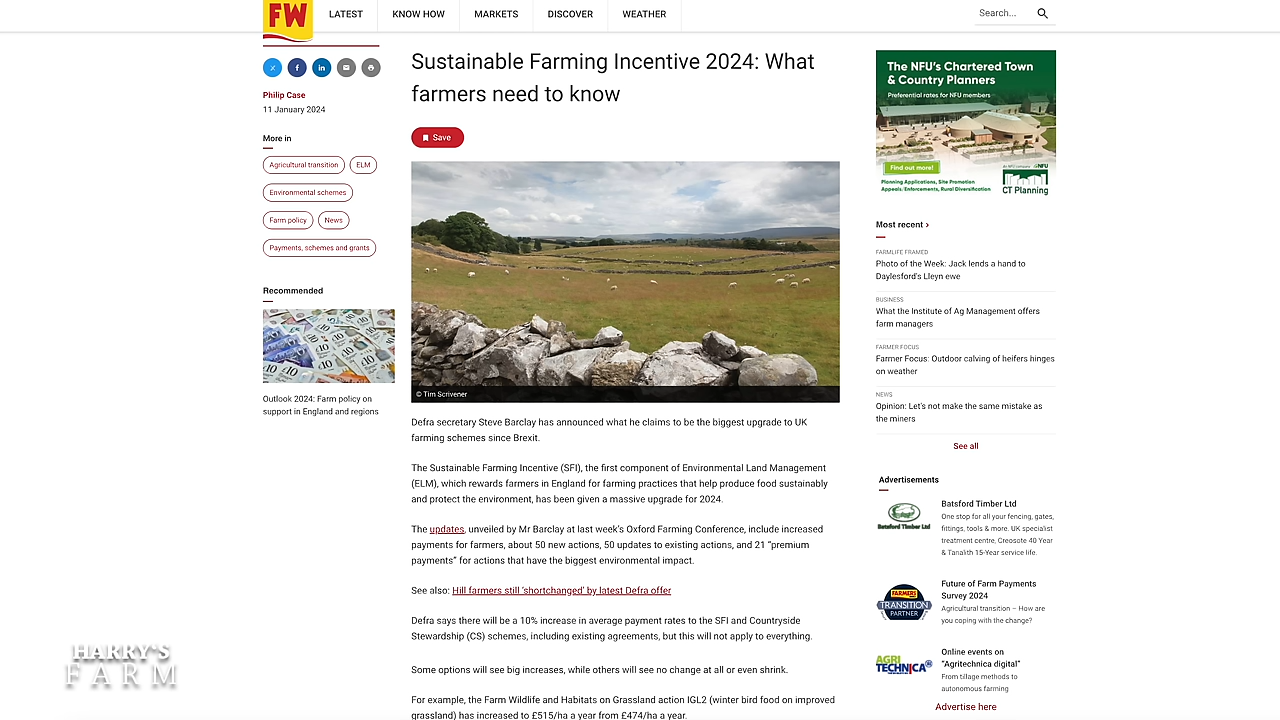 FW
LATEST
KNOW HOW
MARKETS
DISCOVER
WEATHER
Search...
Philip Case
11 January 2024
More in
Agricultural transition
ELM
Environmental schemes
Farm policy
News
Payments, schemes and grants
Recommended
Outlook 2024: Farm policy on
support in England and regions
Sustainable Farming Incentive 2024: What
farmers need to know
Save
© Tim Scrivener
Defra secretary Steve Barclay has announced what he claims to be the biggest upgrade to UK
farming schemes since Brexit.
The Sustainable Farming Incentive (SFI), the first component of Environmental Land Management
(ELM), which rewards farmers in England for farming practices that help produce food sustainably
and protect the environment, has been given a massive upgrade for 2024.
The updates, unveiled by Mr Barclay at last week's Oxford Farming Conference, include increased
payments for farmers, about 50 new actions, 50 updates to existing actions, and 21 “premium
payments” for actions that have the biggest environmental impact.
See also: Hill farmers still ‘shortchanged’ by latest Defra offer
Defra says there will be a 10% increase in average payment rates to the SFI and Countryside
Stewardship (CS) schemes, including existing agreements, but this will not apply to everything.
Some options will see big increases, while others will see no change at all or even shrink.
For example, the Farm Wildlife and Habitats on Grassland action IGL2 (winter bird food on improved
grassland) has increased to £515/ha a year from £474/ha a year.
The NFU's Chartered Town
& Country Planners
Preferential rates for NFU members
Find out more!
An NFU company
NFU
Planning Applications, Site Promotion
Appeals/Enforcements, Rural Diversification
CT Planning
Most recent ›
FARMLIFE FRAMED
Photo of the Week: Jack lends a hand to
Daylesford's Lleyn ewe
BUSINESS
What the Institute of Ag Management offers
farm managers
FARMER FOCUS
Farmer Focus: Outdoor calving of heifers hinges
on weather
NEWS
Opinion: Let's not make the same mistake as
the miners
See all
Advertisements
Batsford Timber Ltd
Batsford Timber Ltd
One stop for all your fencing, gates,
fittings, tools & more. UK specialist
treatment centre, Creosote 40 Year
& Tanalith 15-Year service life.
FARMERS
TRANSITION
PARTNER
Future of Farm Payments
Survey 2024
Agricultural transition – How are
you coping with the change?
AGRI
TECHNICA
Online events on
"Agritechnica digital"
From tillage methods to
autonomous farming
Advertise here
HARRY'S
FARM